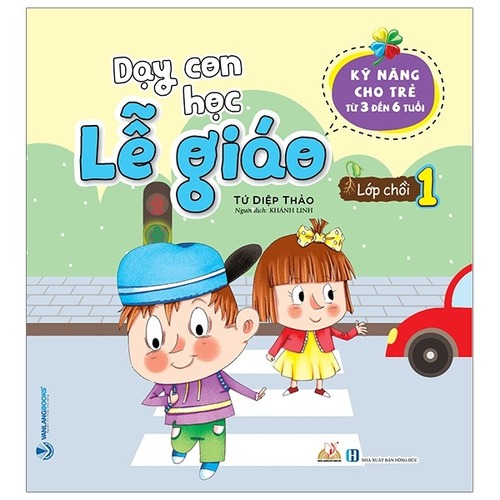 Dạy con
học
Lễ giáo
KỸ NĂNG
CHO TRẺ
TỪ 3 ĐẾN 6 TUỔI
Lớp chồi 1
TỨ DIỆP THẢO
Người dịch: KHÁNH LINH
VANLANGBOOKS
NHÀ XUẤT BẢN HỒNG ĐỨC